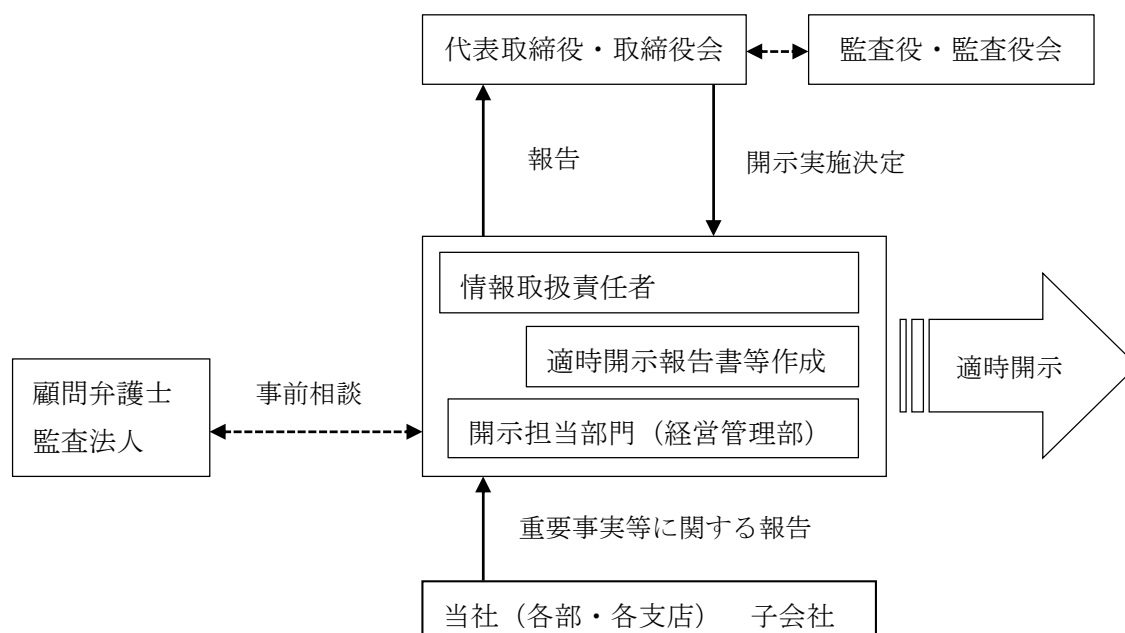 代表取締役・取締役会
監査役・監査役会
報告
開示実施決定
情報取扱責任者
適時開示報告書等作成
適時開示
顧問弁護士
監査法人
事前相談
開示担当部門（経営管理部）
重要事実等に関する報告
当社（各部・各支店）　子会社